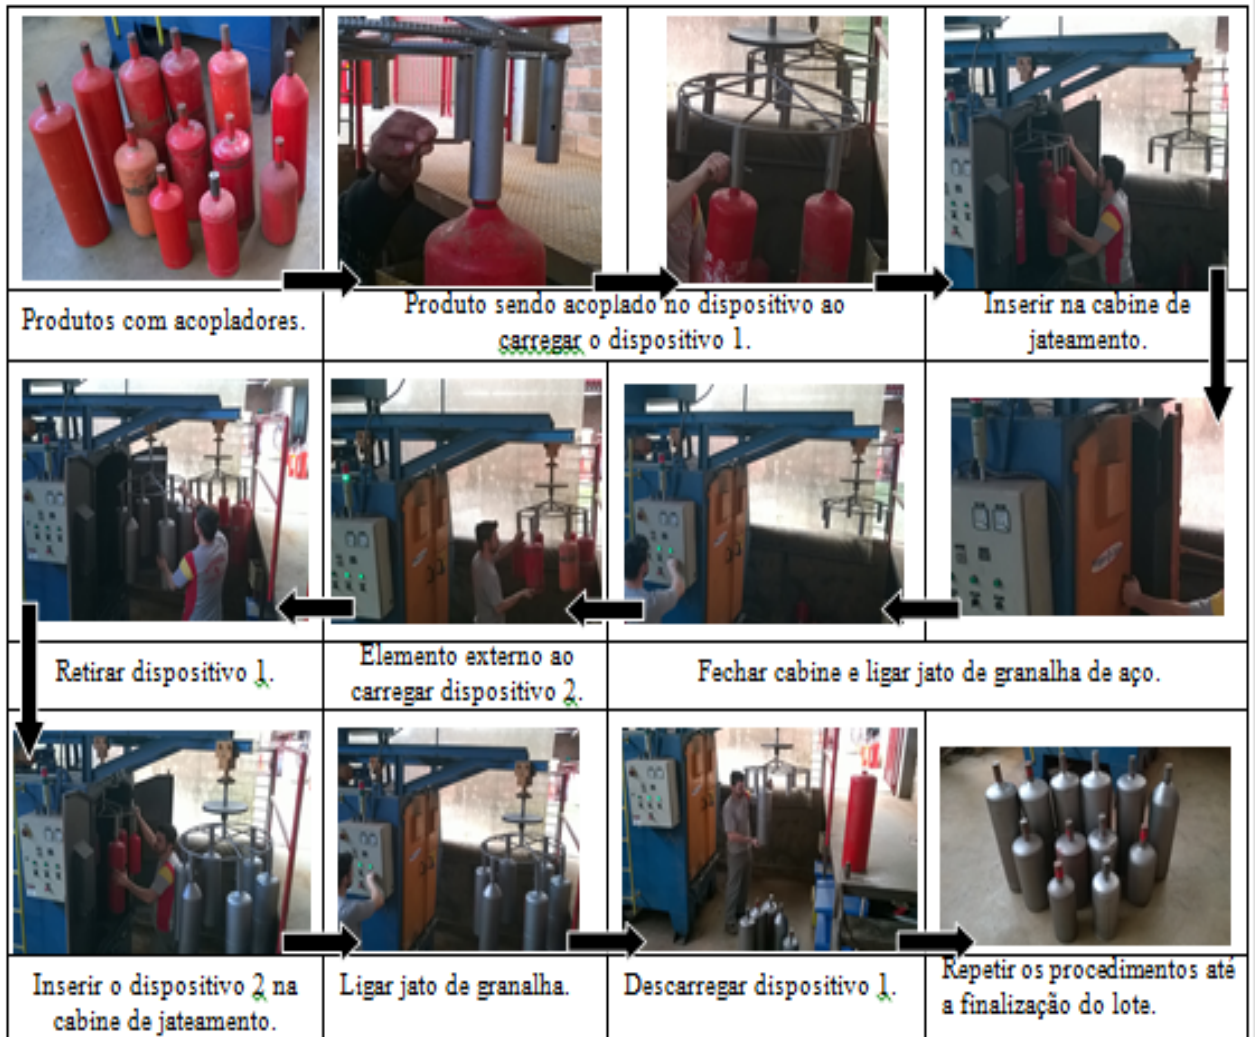 Produtos com acopladores.
Produto sendo acoplado no dispositivo ao
carregar o dispositivo 1.
Inserir na cabine de
jateamento.
Retirar dispositivo 1.
Elemento externo ao
carregar dispositivo 2.
Fechar cabine e ligar jato de granalha de aço.
Inserir o dispositivo 2 na
cabine de jateamento.
Ligar jato de granalha.
Descarregar dispositivo 1.
Repetir os procedimentos até
a finalização do lote.